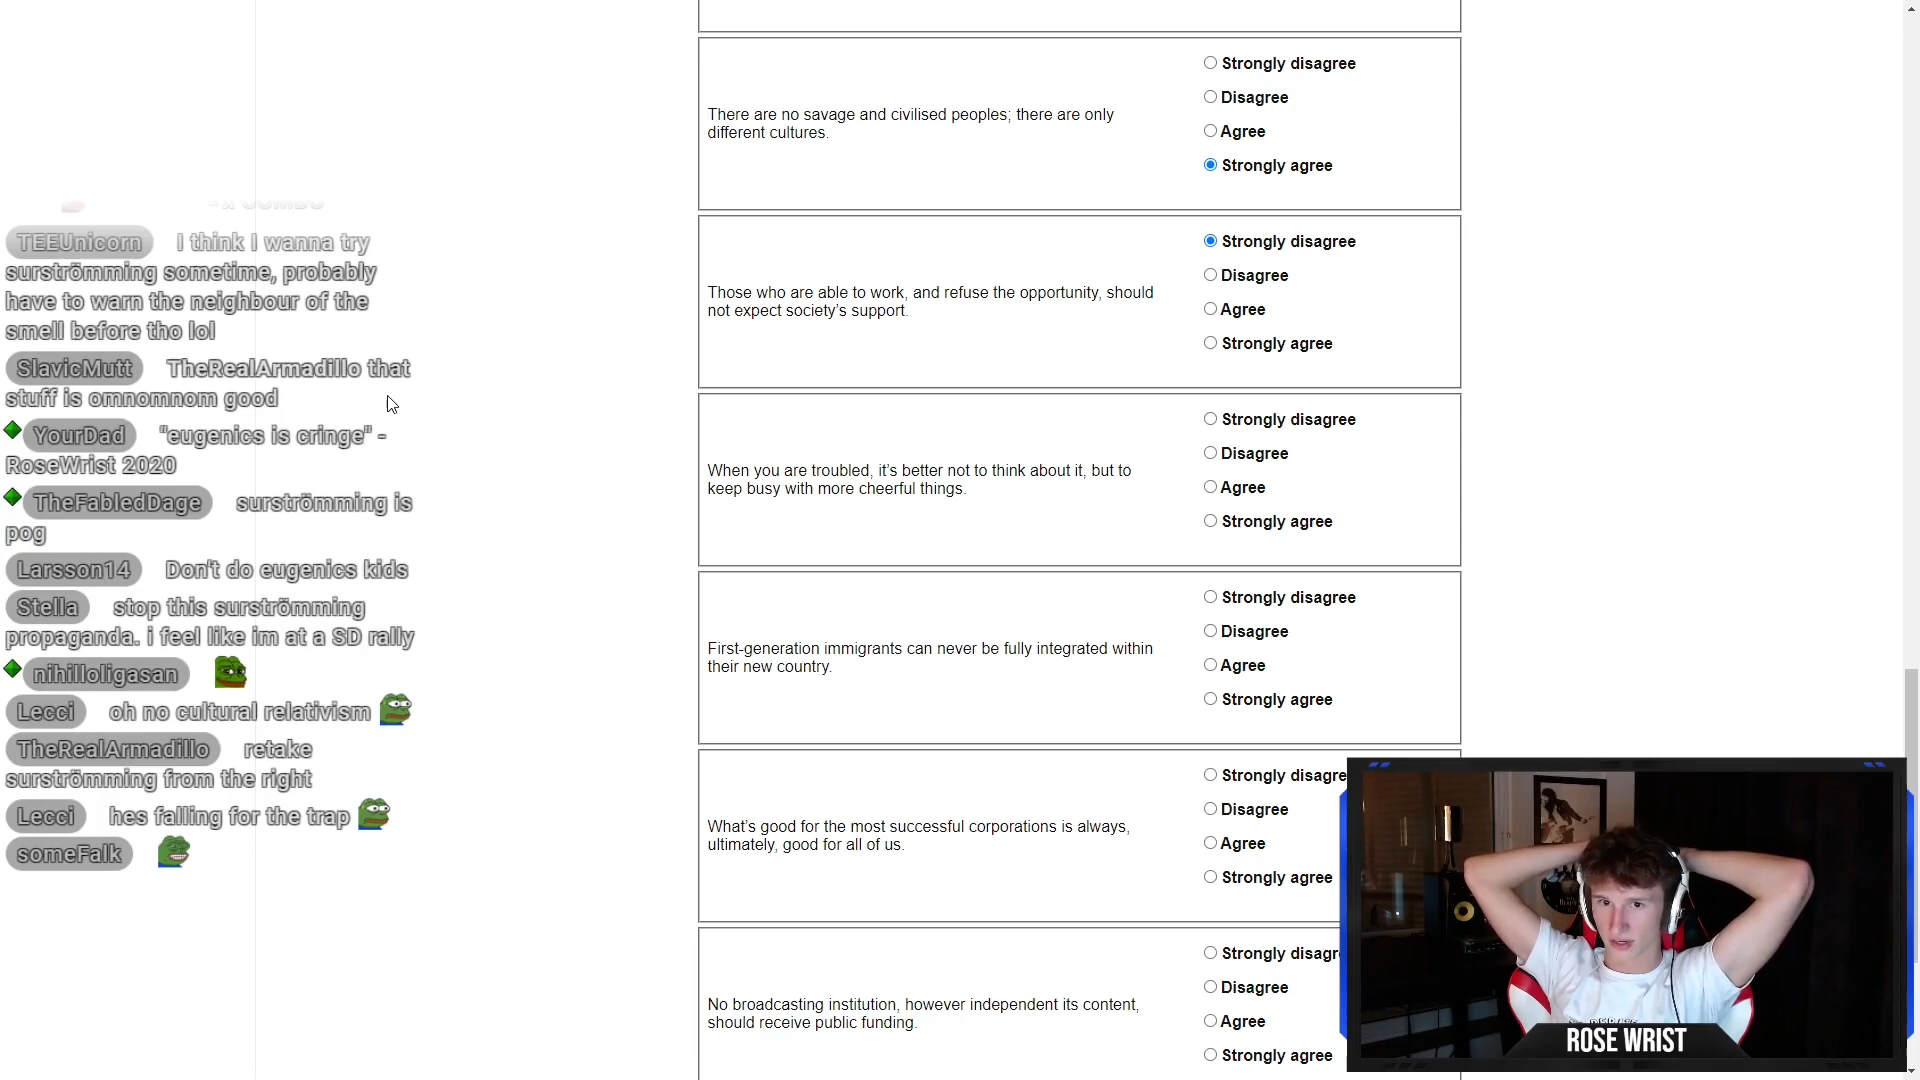 TEEUnicorn I think I wanna try
surströmming sometime, probably
have to warn the neighbour of the
smell before tho lol
SlavicMutt TheRealArmadillo that
stuff is omnomnom good
YourDad "eugenics is cringe" -
RoseWrist 2020
TheFabledDage surströmming is
pog
Larsson14 Don't do eugenics kids
Stella stop this surströmming
propaganda. i feel like im at a SD rally
nihilloligasan
Lecci oh no cultural relativism
TheRealArmadillo retake
surströmming from the right
Lecci hes falling for the trap
someFalk
There are no savage and civilised peoples; there are only
different cultures.
Strongly disagree
Disagree
Agree
Strongly agree
Those who are able to work, and refuse the opportunity, should
not expect society's support.
Strongly disagree
Disagree
Agree
Strongly agree
When you are troubled, it's better not to think about it, but to
keep busy with more cheerful things.
Strongly disagree
Disagree
Agree
Strongly agree
First-generation immigrants can never be fully integrated within
their new country.
Strongly disagree
Disagree
Agree
Strongly agree
What's good for the most successful corporations is always,
ultimately, good for all of us.
Strongly disagre
Disagree
Agree
Strongly agree
No broadcasting institution, however independent its content,
should receive public funding.
Strongly disagr
Disagree
Agree
Strongly agree
ROSE WRIST